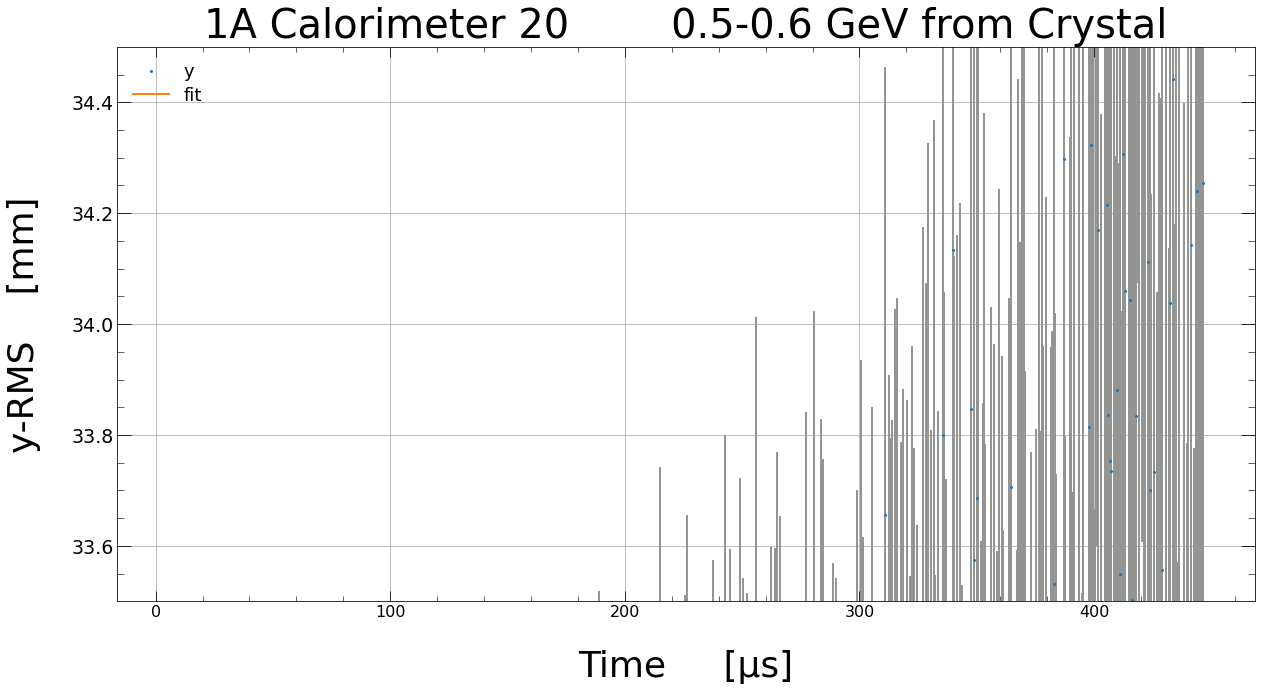 1A Calorimeter 20 0.5-0.6 GeV from Crystal
y
fit
34.4
34.2
34.0
33.8
33.6
y-RMS [mm]
0 100 200 300 400
Time [µs]